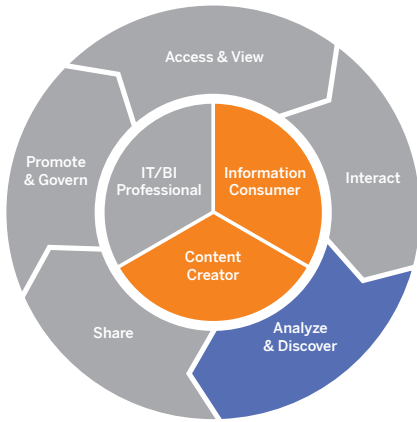 Access & View
Promote
& Govern
IT/BI
Professional
Information
Consumer
Interact
Content
Creator
Share
Analyze
& Discover